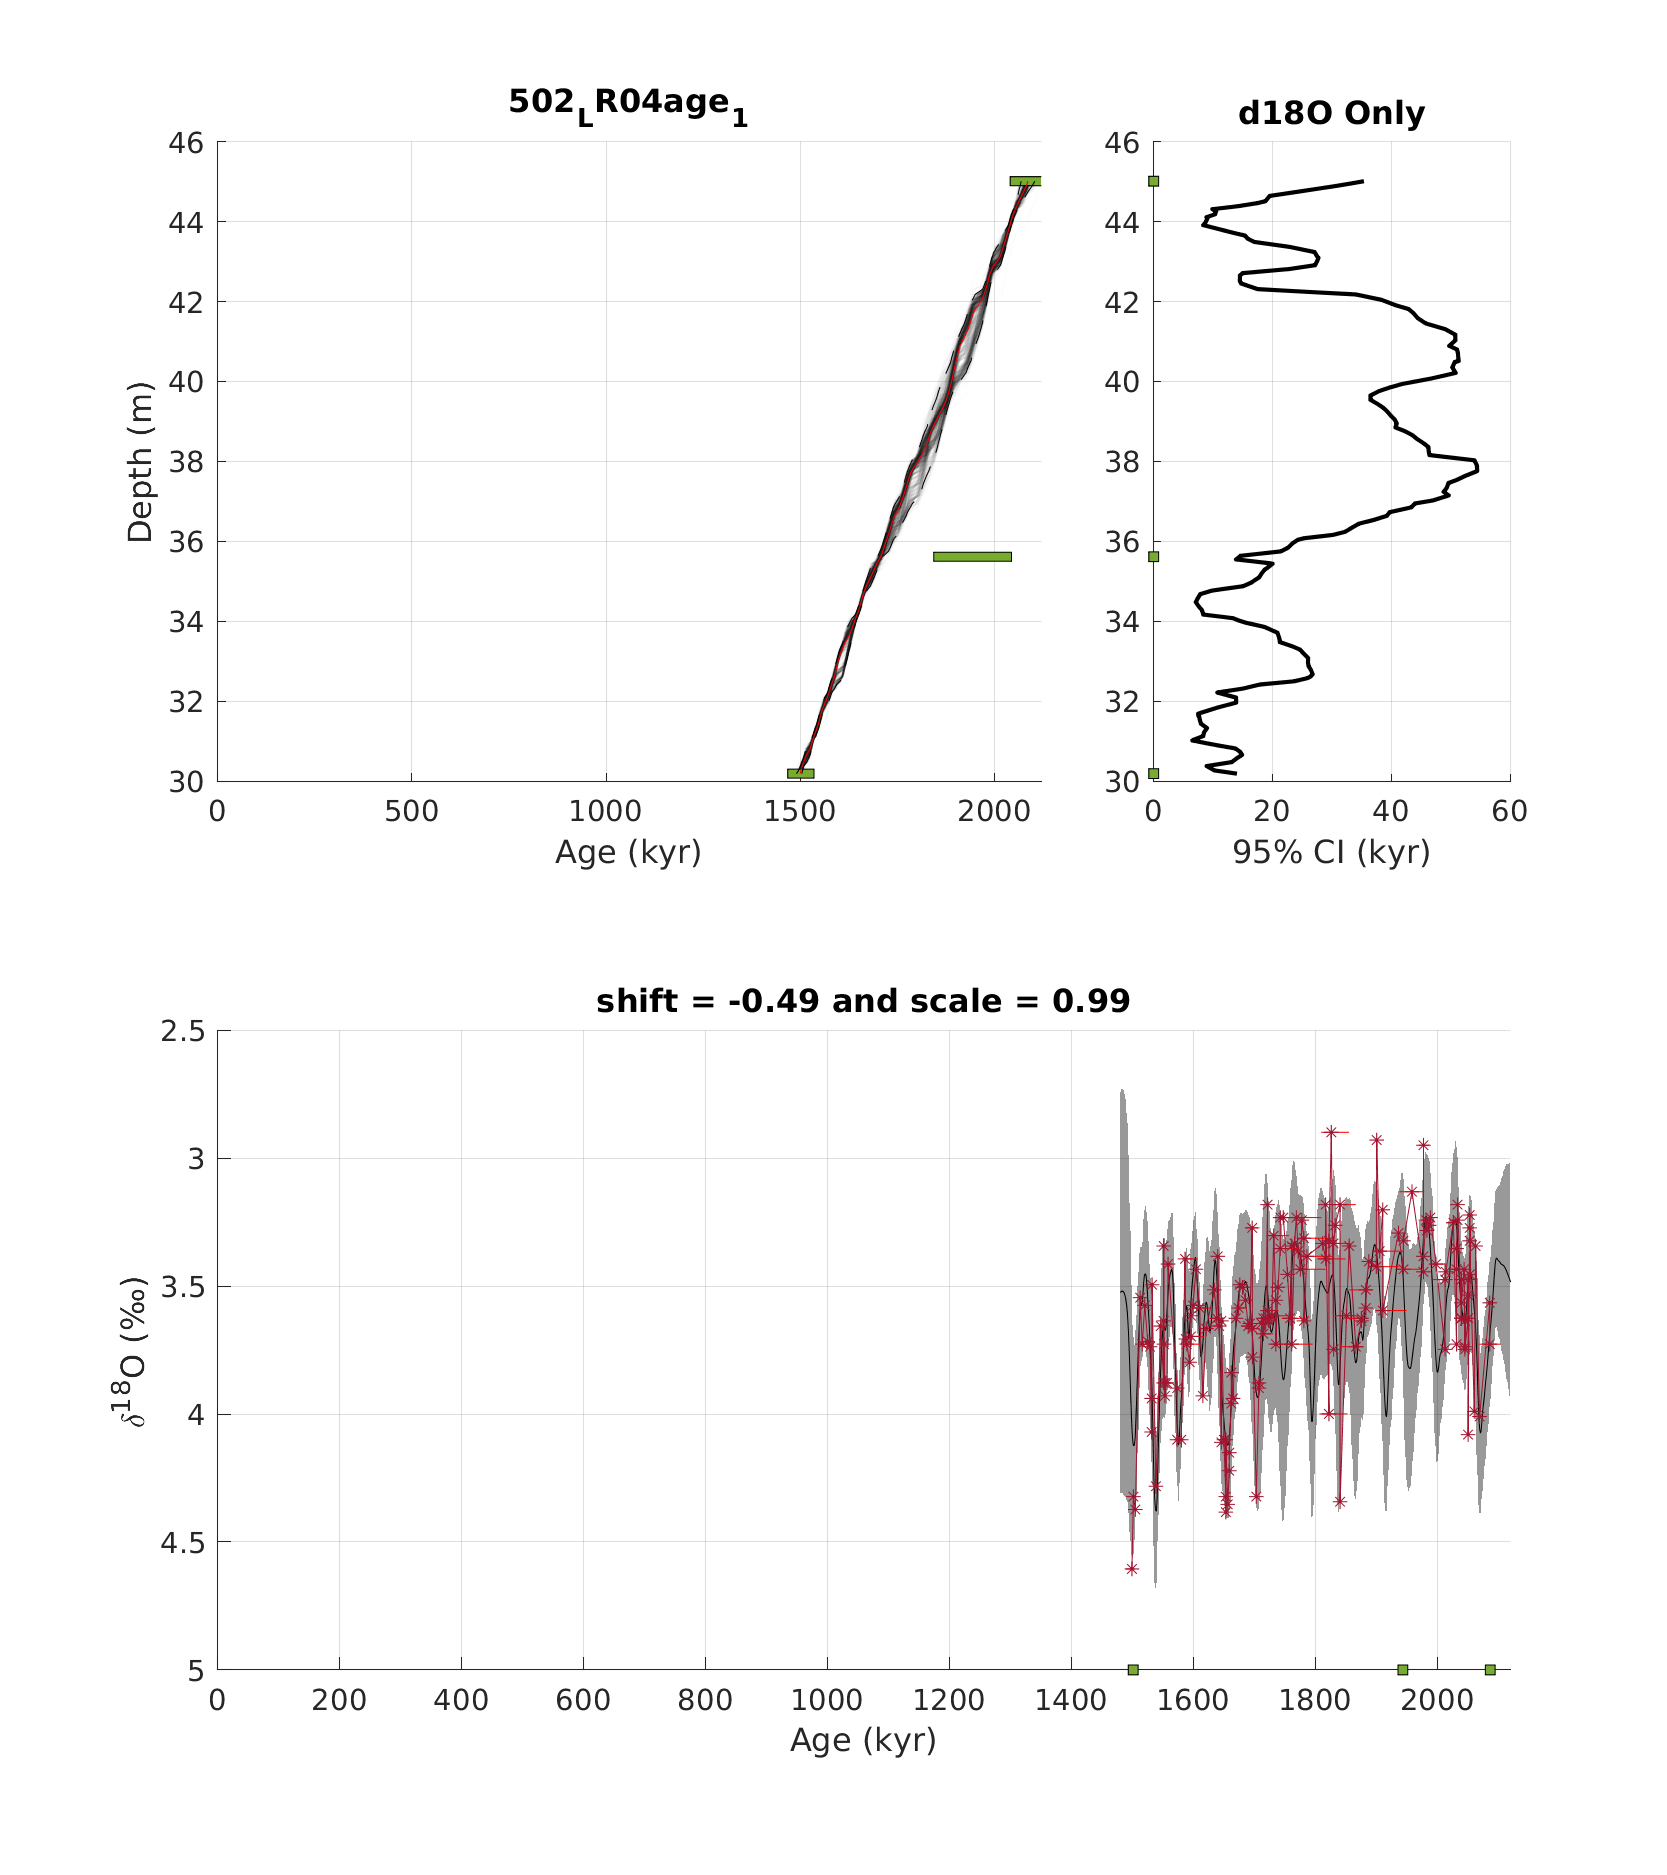 502LR04age1
46
44
42
40
38
36
34
32
30
Depth (m)
0 500 1000 1500 2000
Age (kyr)
d18O Only
46
44
42
40
38
36
34
32
30
0 20 40 60
95% CI (kyr)
shift = -0.49 and scale = 0.99
2.5
3
3.5
4
4.5
5
δ18O (‰)
0 200 400 600 800 1000 1200 1400 1600 1800 2000
Age (kyr)